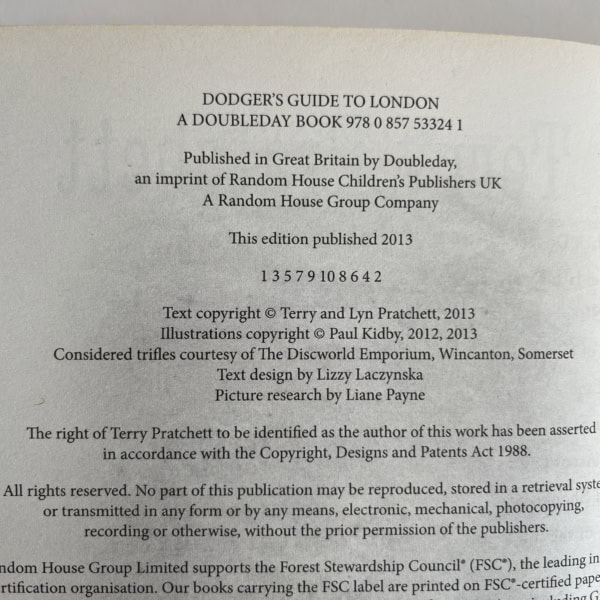 DODGER'S GUIDE TO LONDON
A DOUBLEDAY BOOK 978 0 857 53324 1
Published in Great Britain by Doubleday,
an imprint of Random House Children's Publishers UK
A Random House Group Company
This edition published 2013
1 3 5 7 9 10 8 6 4 2
Text copyright © Terry and Lyn Pratchett, 2013
Illustrations copyright © Paul Kidby, 2012, 2013
Considered trifles courtesy of The Discworld Emporium, Wincanton, Somerset
Text design by Lizzy Laczynska
Picture research by Liane Payne
The right of Terry Pratchett to be identified as the author of this work has been asserted
in accordance with the Copyright, Designs and Patents Act 1988.
All rights reserved. No part of this publication may be reproduced, stored in a retrieval syste
or transmitted in any form or by any means, electronic, mechanical, photocopying,
recording or otherwise, without the prior permission of the publishers.
ndom House Group Limited supports the Forest Stewardship Council® (FSC®), the leading in
rtification organisation. Our books carrying the FSC label are printed on FSC®-certified pape